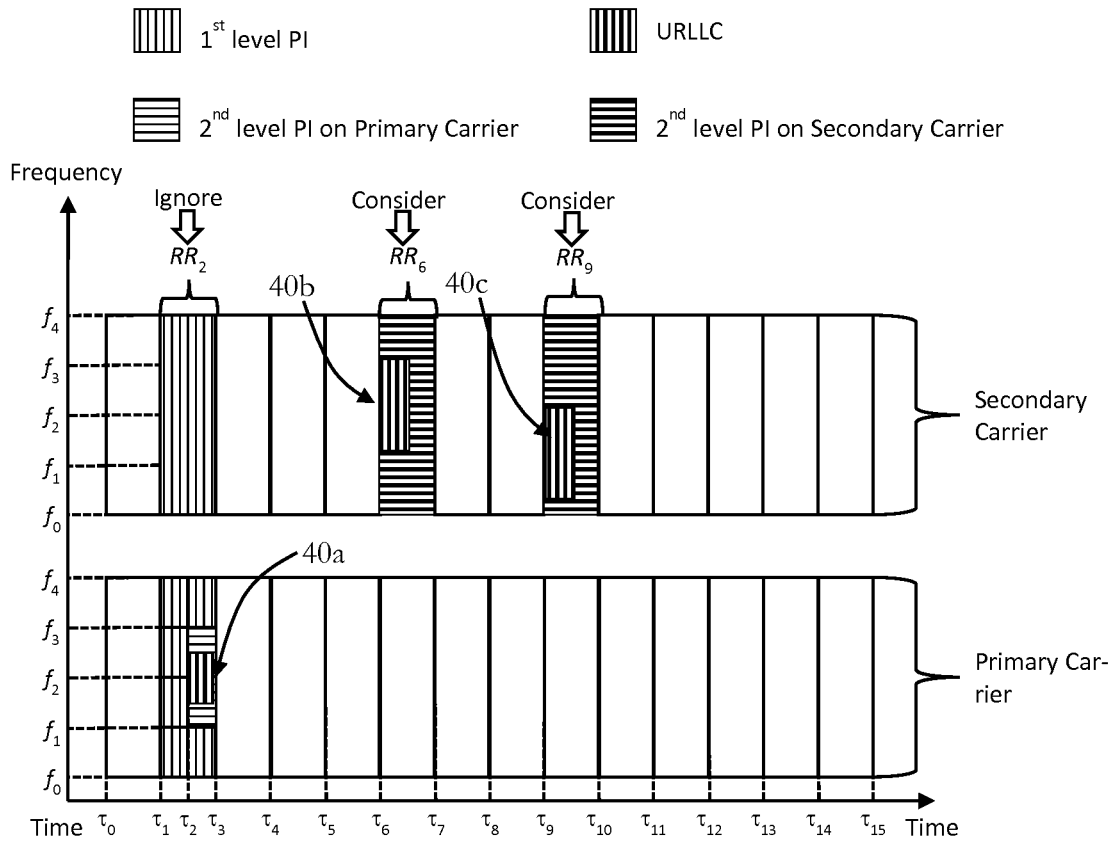 1st level PI
URLLC
2nd level PI on Primary Carrier
2nd level PI on Secondary Carrier
Frequency
Ignore
Consider
Consider
RR2
RR6
RR9
40b
40c
f4
f3
f2
f1
f0
Secondary
Carrier
40a
f4
f3
f2
f1
f0
Primary Car-
rier
Time
τ0
τ1
τ2
τ3
τ4
τ5
τ6
τ7
τ8
τ9
τ10
τ11
τ12
τ13
τ14
τ15
Time